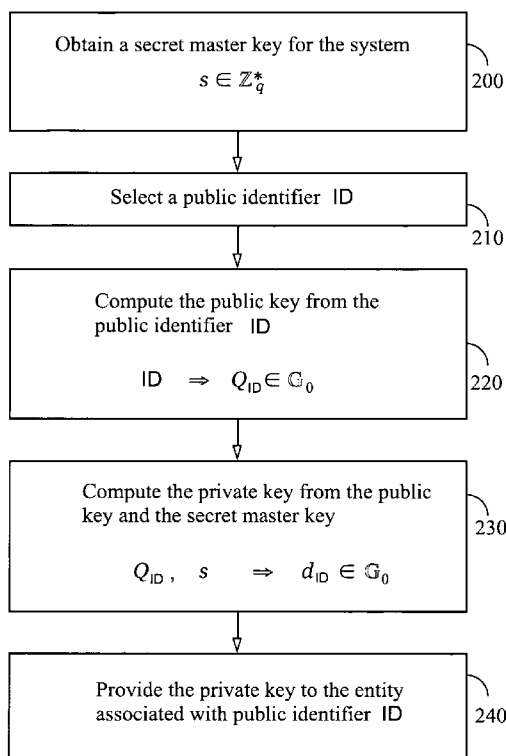 Obtain a secret master key for the system
s ∈ ℤ*q
200
Select a public identifier ID
210
Compute the public key from the
public identifier ID
ID ⇒ QID ∈ 𝔾0
220
Compute the private key from the public
key and the secret master key
230
QID , s ⇒ dID ∈ 𝔾0
Provide the private key to the entity
associated with public identifier ID
240